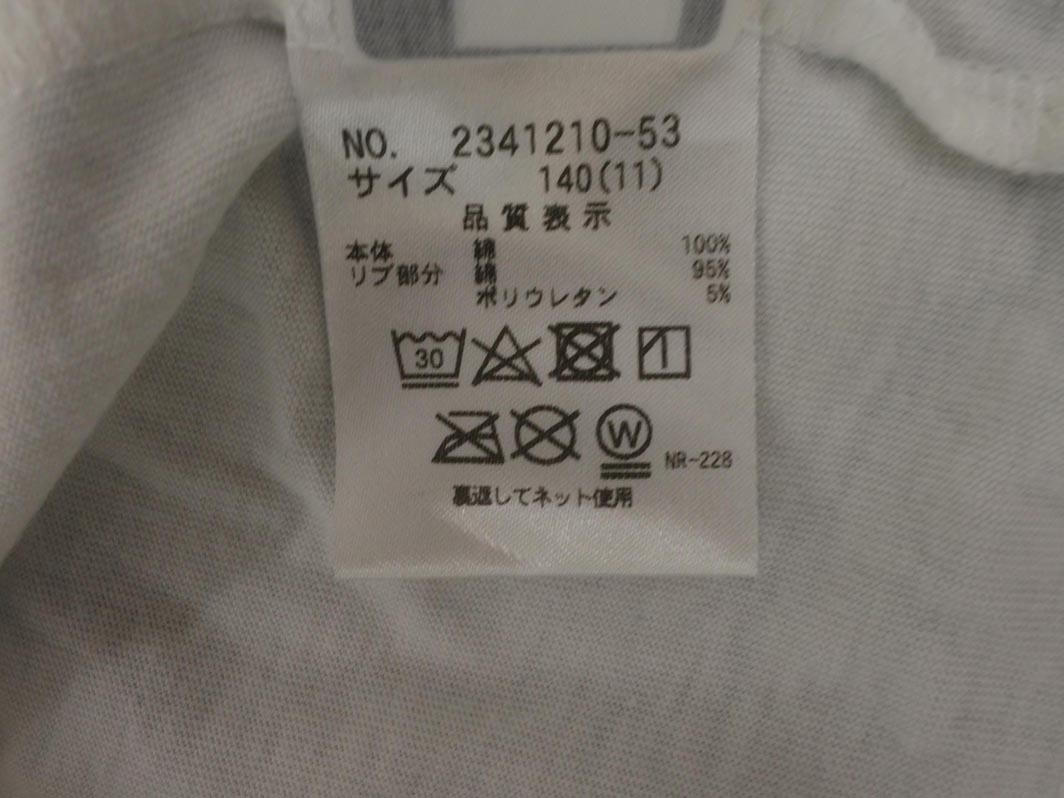 NO. 2341210-53
サイズ 140(11)
品質表示
本体 綿 100%
リブ部分 綿 95%
ポリウレタン 5%
30
W NR-228
裏返してネット使用